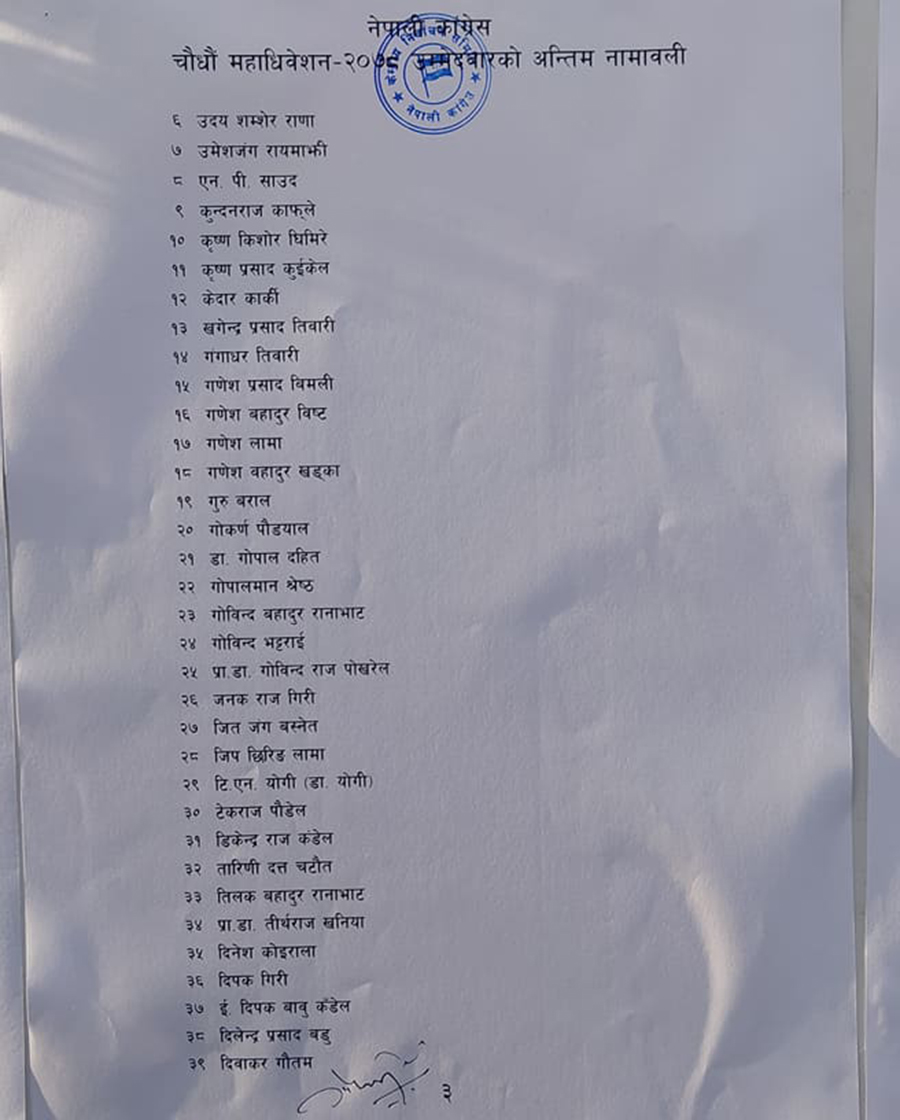 नेपाली कांग्रेस
चौधौं महाधिवेशन-२०७८ उम्मेदवारको अन्तिम नामावली
नेपाली कांग्रेस
६ उदय शम्शेर राणा
७ उमेशजंग रायमाझी
८ एन. पी. साउद
९ कुन्दनराज काफ्ले
१० कृष्ण किशोर घिमिरे
११ कृष्ण प्रसाद कुईकेल
१२ केदार कार्की
१३ खगेन्द्र प्रसाद तिवारी
१४ गंगाधर तिवारी
१५ गणेश प्रसाद विमली
१६ गणेश बहादुर विष्ट
१७ गणेश लामा
१८ गणेश वहादुर खड्का
१९ गुरु बराल
२० गोकर्ण पौडयाल
२१ डा. गोपाल दहित
२२ गोपालमान श्रेष्ठ
२३ गोविन्द बहादुर रानाभाट
२४ गोविन्द भट्टराई
२५ प्रा.डा. गोविन्द राज पोखरेल
२६ जनक राज गिरी
२७ जित जंग बस्नेत
२८ जिप छिरिङ लामा
२९ टि.एन. योगी (डा. योगी)
३० टेकराज पौडेल
३१ डिकेन्द्र राज कंडेल
३२ तारिणी दत्त चटौत
३३ तिलक बहादुर रानाभाट
३४ प्रा.डा. तीर्थराज खनिया
३५ दिनेश कोइराला
३६ दिपक गिरी
३७ ई. दिपक बाबु कँडेल
३८ दिलेन्द्र प्रसाद बडु
३९ दिवाकर गौतम
३